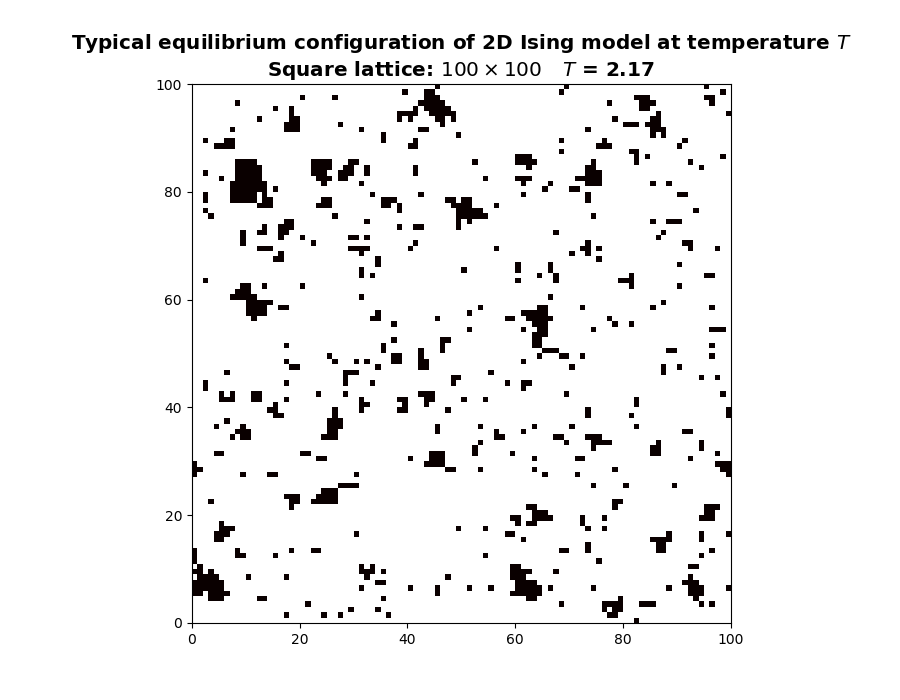 Typical equilibrium configuration of 2D Ising model at temperature T
Square lattice: 100 × 100 T = 2.17
100
80
60
40
20
0
0 20 40 60 80 100